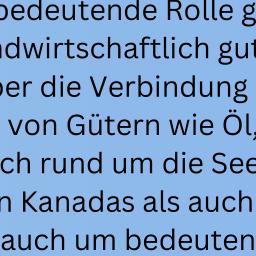 bedeutende Rolle g
ndwirtschaftlich gut
er die Verbindung
von Gütern wie Öl,
ch rund um die See
n Kanadas als auch
auch um bedeuten